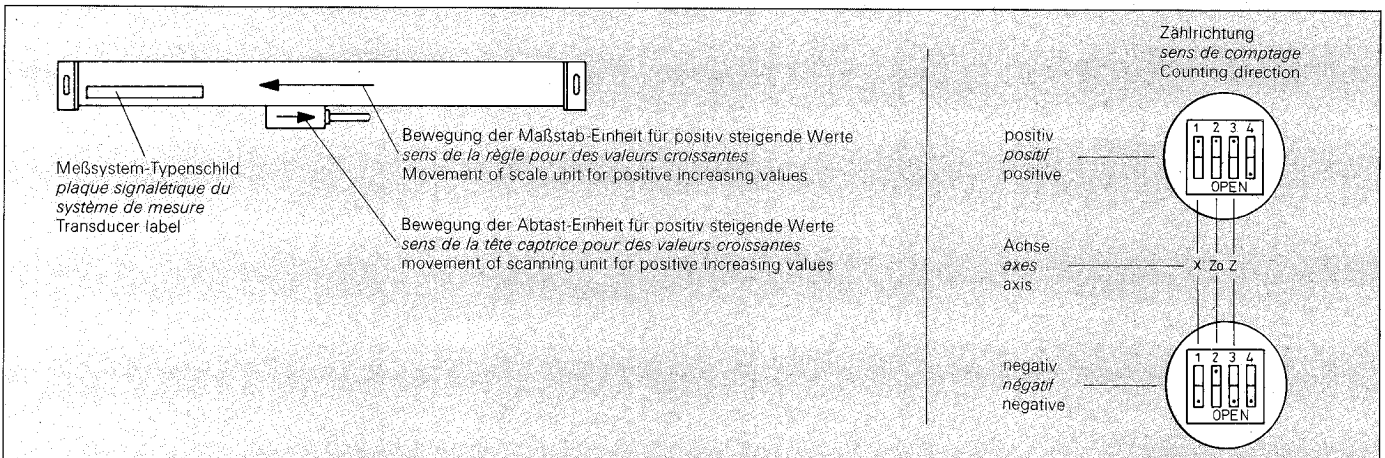 Meßsystem-Typenschild
plaque signalétique du
système de mesure
Transducer label
Bewegung der Maßstab-Einheit für positiv steigende Werte
sens de la règle pour des valeurs croissantes
Movement of scale unit for positive increasing values
Bewegung der Abtast-Einheit für positiv steigende Werte
sens de la tête captrice pour des valeurs croissantes
movement of scanning unit for positive increasing values
Zählrichtung
sens de comptage
Counting direction
positiv
positif
positive
1 2 3 4
OPEN
Achse
axes
axis
X Zo Z
negativ
négatif
negative
1 2 3 4
OPEN